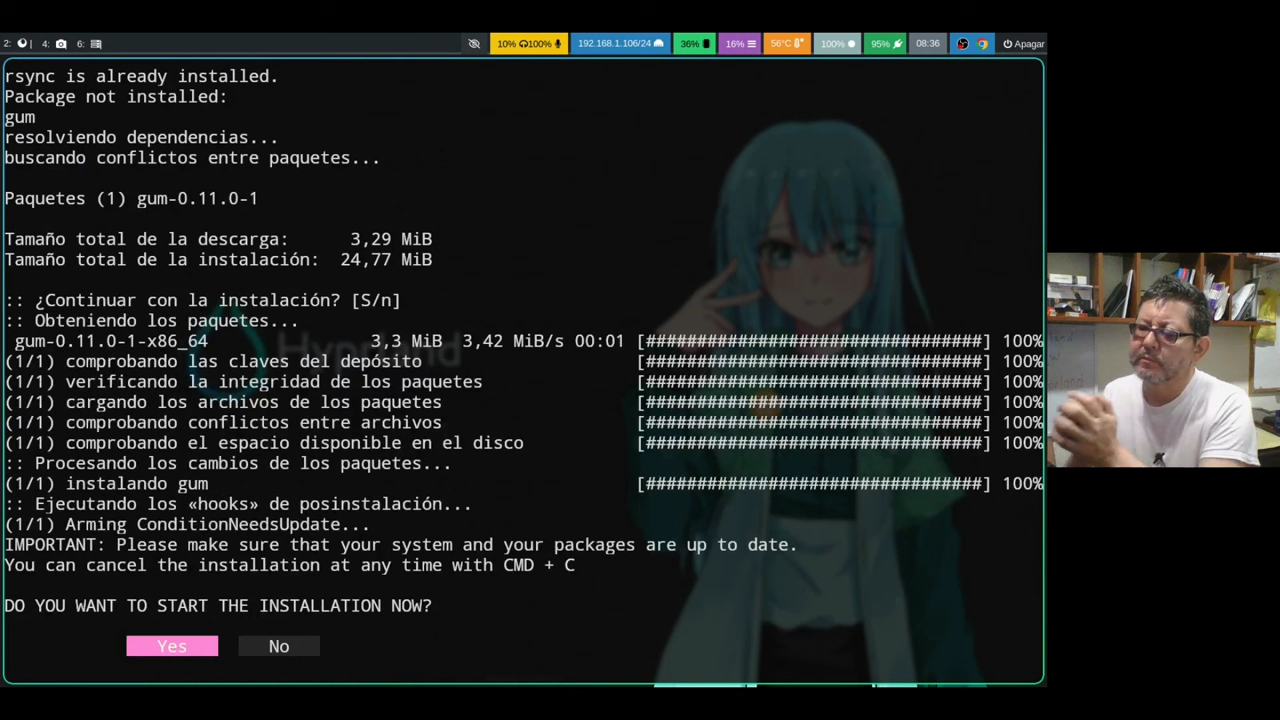 2: | 4: 6: 10% 100% 192.168.1.106/24 36% 16% 56°C 100% 95% 08:36 Apagar
rsync is already installed.
Package not installed:
gum
resolviendo dependencias...
buscando conflictos entre paquetes...
Paquetes (1) gum-0.11.0-1
Tamaño total de la descarga: 3,29 MiB
Tamaño total de la instalación: 24,77 MiB
:: ¿Continuar con la instalación? [S/n]
:: Obteniendo los paquetes...
gum-0.11.0-1-x86_64 3,3 MiB 3,42 MiB/s 00:01 [#################################] 100%
(1/1) comprobando las claves del depósito [#################################] 100%
(1/1) verificando la integridad de los paquetes [#################################] 100%
(1/1) cargando los archivos de los paquetes [#################################] 100%
(1/1) comprobando conflictos entre archivos [#################################] 100%
(1/1) comprobando el espacio disponible en el disco [#################################] 100%
:: Procesando los cambios de los paquetes...
(1/1) instalando gum [#################################] 100%
:: Ejecutando los «hooks» de posinstalación...
(1/1) Arming ConditionNeedsUpdate...
IMPORTANT: Please make sure that your system and your packages are up to date.
You can cancel the installation at any time with CMD + C
DO YOU WANT TO START THE INSTALLATION NOW?
Yes No